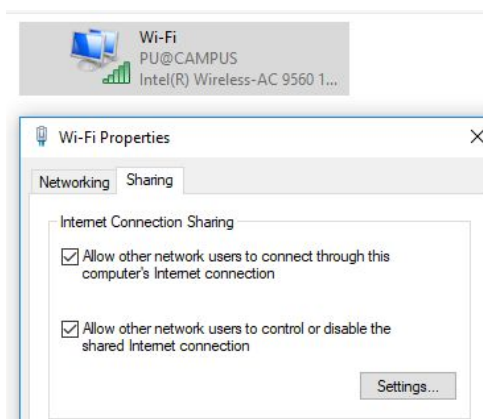 Wi-Fi
PU@CAMPUS
Intel(R) Wireless-AC 9560 1...
Wi-Fi Properties
Networking Sharing
Internet Connection Sharing
Allow other network users to connect through this
computer's Internet connection
Allow other network users to control or disable the
shared Internet connection
Settings...